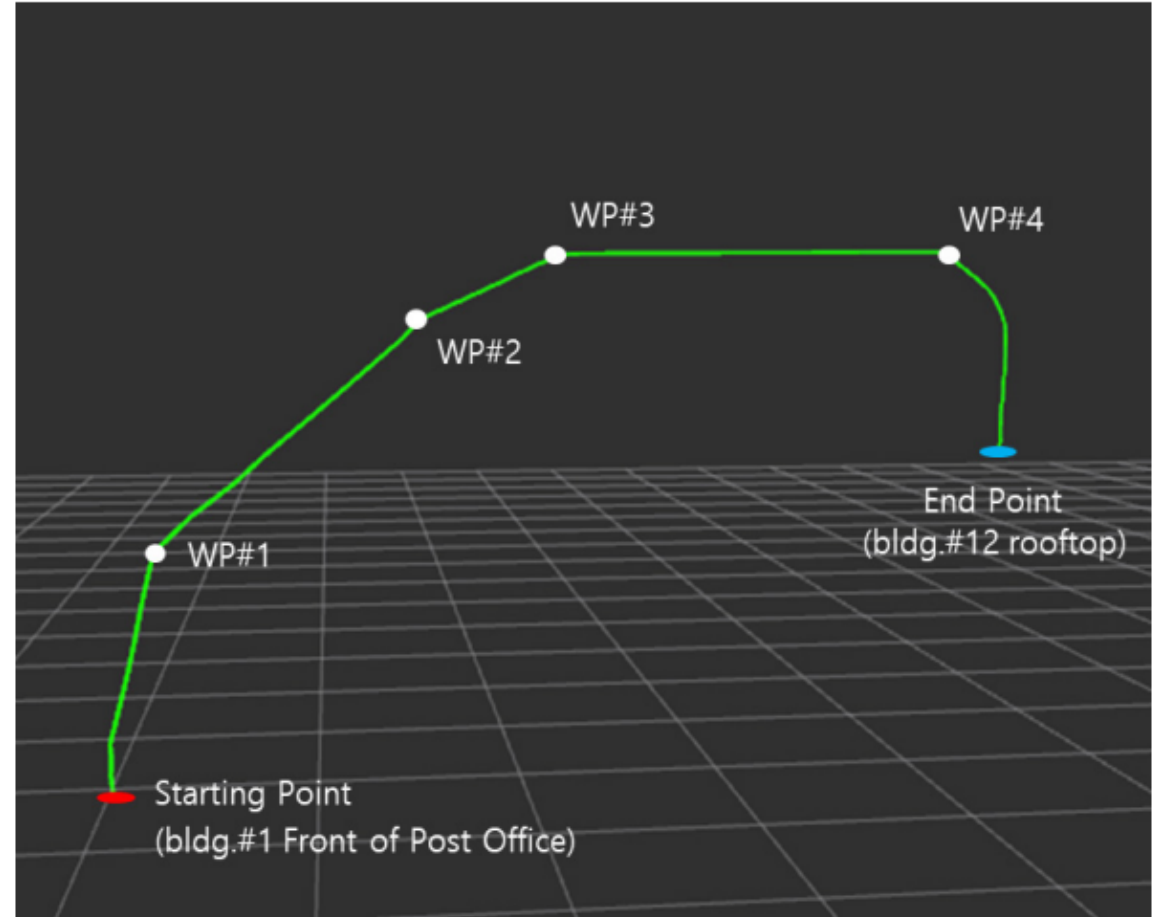 WP#3
WP#4
WP#2
End Point
(bldg.#12 rooftop)
WP#1
Starting Point
(bldg.#1 Front of Post Office)